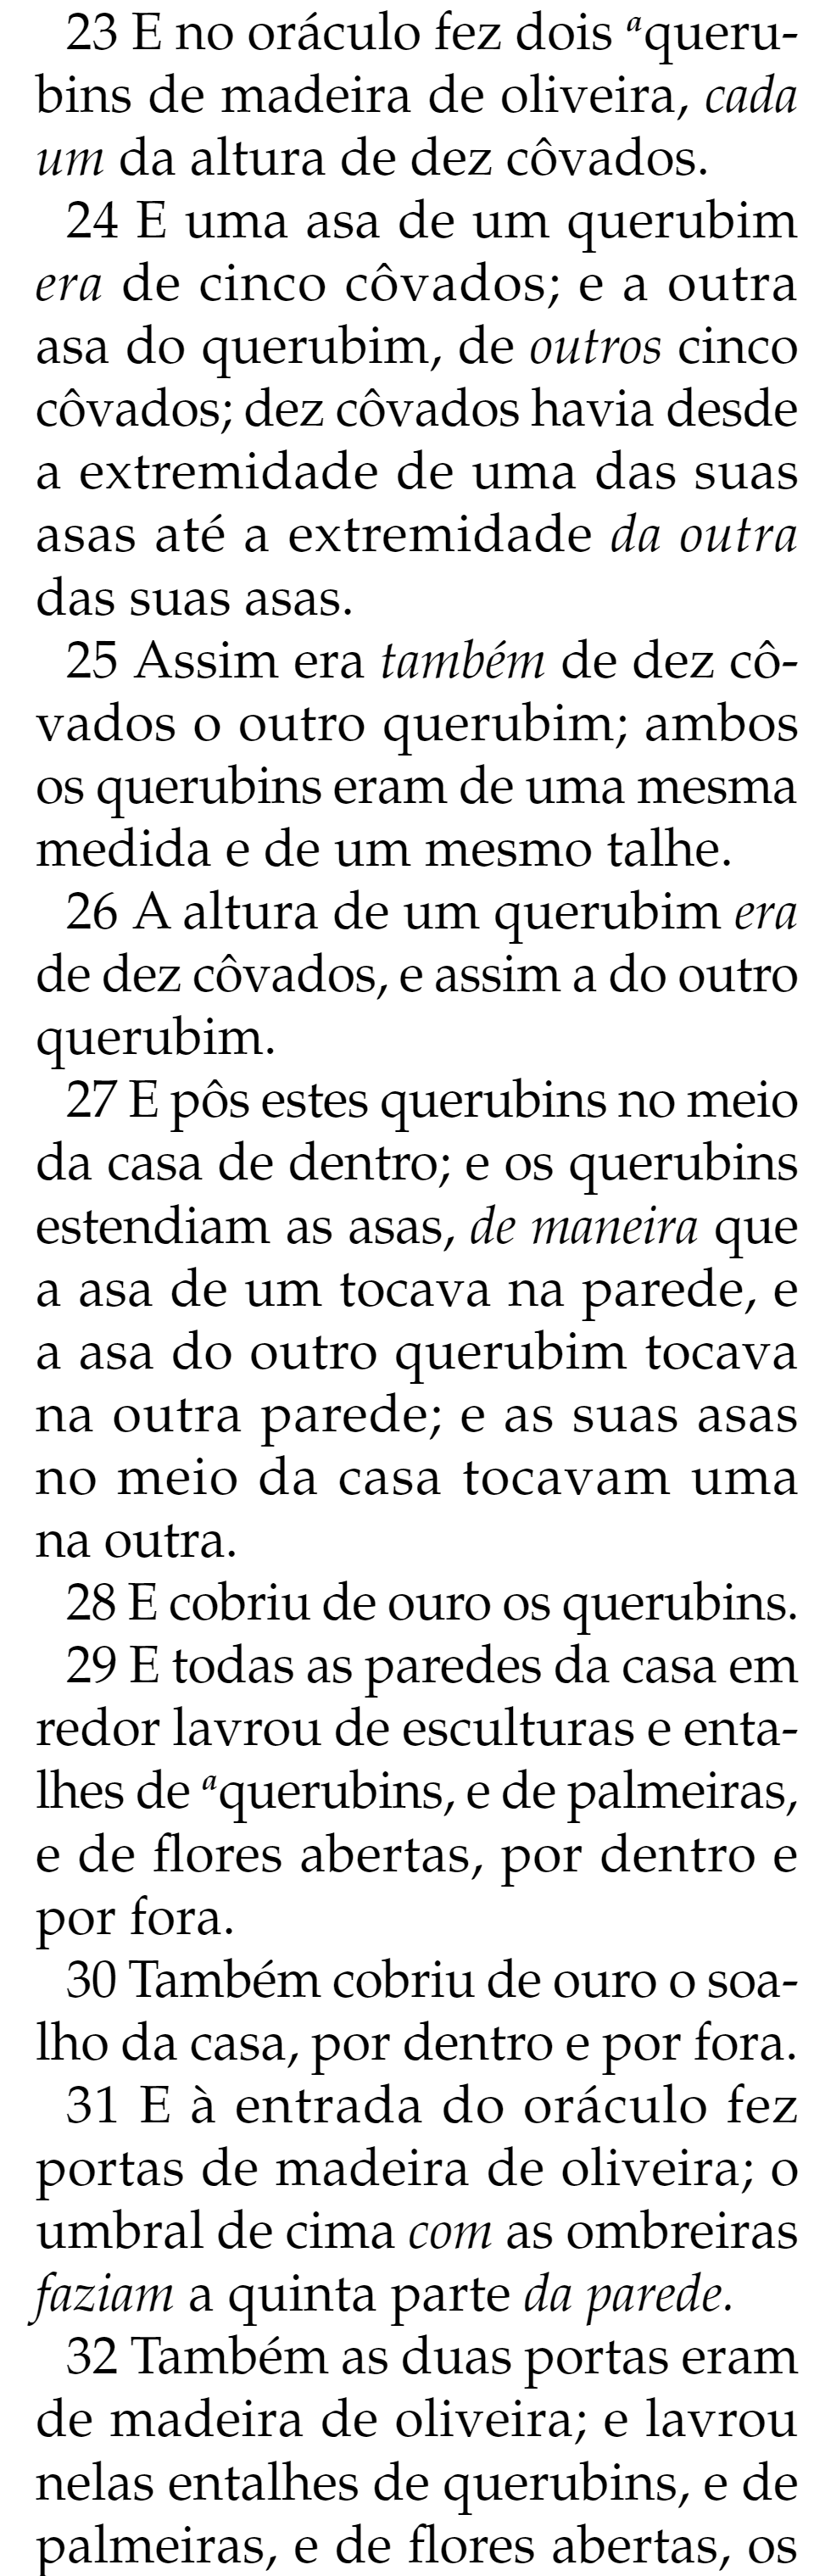 23 E no oráculo fez dois ᵃqueru-
bins de madeira de oliveira, cada
um da altura de dez côvados.
24 E uma asa de um querubim
era de cinco côvados; e a outra
asa do querubim, de outros cinco
côvados; dez côvados havia desde
a extremidade de uma das suas
asas até a extremidade da outra
das suas asas.
25 Assim era também de dez cô-
vados o outro querubim; ambos
os querubins eram de uma mesma
medida e de um mesmo talhe.
26 A altura de um querubim era
de dez côvados, e assim a do outro
querubim.
27 E pôs estes querubins no meio
da casa de dentro; e os querubins
estendiam as asas, de maneira que
a asa de um tocava na parede, e
a asa do outro querubim tocava
na outra parede; e as suas asas
no meio da casa tocavam uma
na outra.
28 E cobriu de ouro os querubins.
29 E todas as paredes da casa em
redor lavrou de esculturas e enta-
lhes de ᵃquerubins, e de palmeiras,
e de flores abertas, por dentro e
por fora.
30 Também cobriu de ouro o soa-
lho da casa, por dentro e por fora.
31 E à entrada do oráculo fez
portas de madeira de oliveira; o
umbral de cima com as ombreiras
faziam a quinta parte da parede.
32 Também as duas portas eram
de madeira de oliveira; e lavrou
nelas entalhes de querubins, e de
palmeiras, e de flores abertas, os